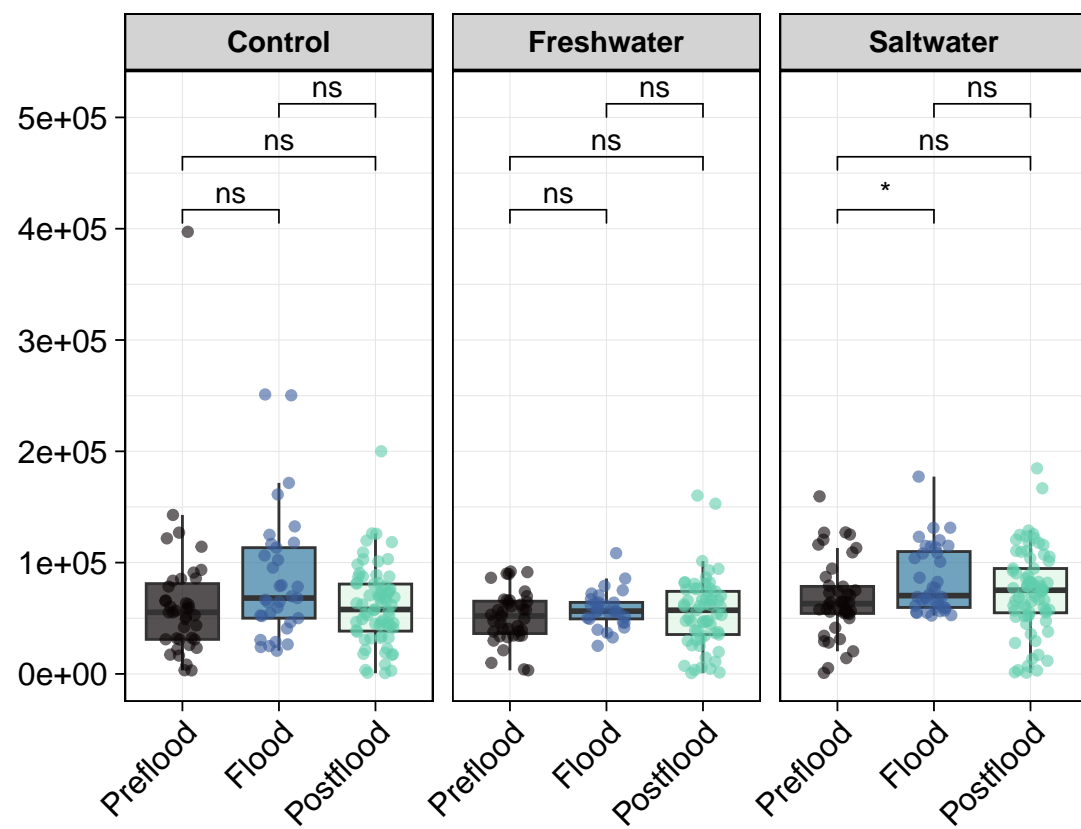 Control Freshwater Saltwater
ns ns ns
5e+05
ns ns ns
ns ns *
4e+05
3e+05
2e+05
1e+05
0e+00
Preflood Flood Postflood Preflood Flood Postflood Preflood Flood Postflood